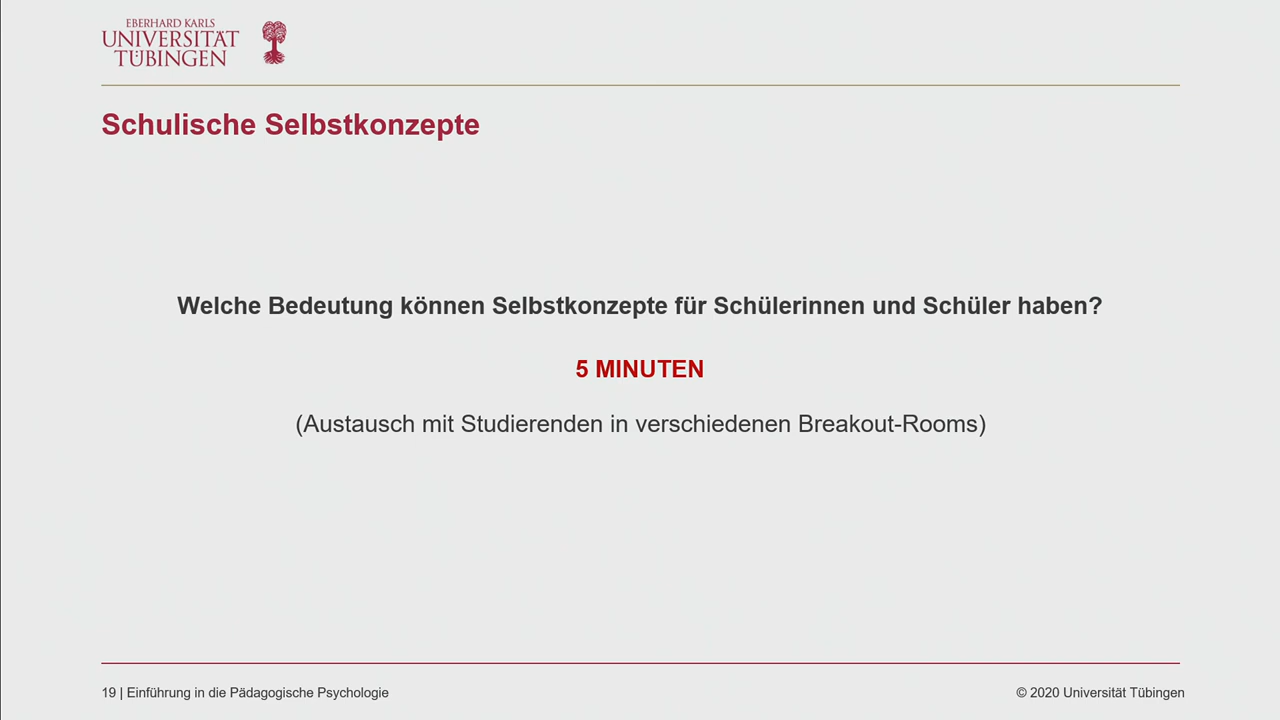 EBERHARD KARLS
UNIVERSITÄT
TÜBINGEN
Schulische Selbstkonzepte
Welche Bedeutung können Selbstkonzepte für Schülerinnen und Schüler haben?
5 MINUTEN
(Austausch mit Studierenden in verschiedenen Breakout-Rooms)
19 | Einführung in die Pädagogische Psychologie
© 2020 Universität Tübingen